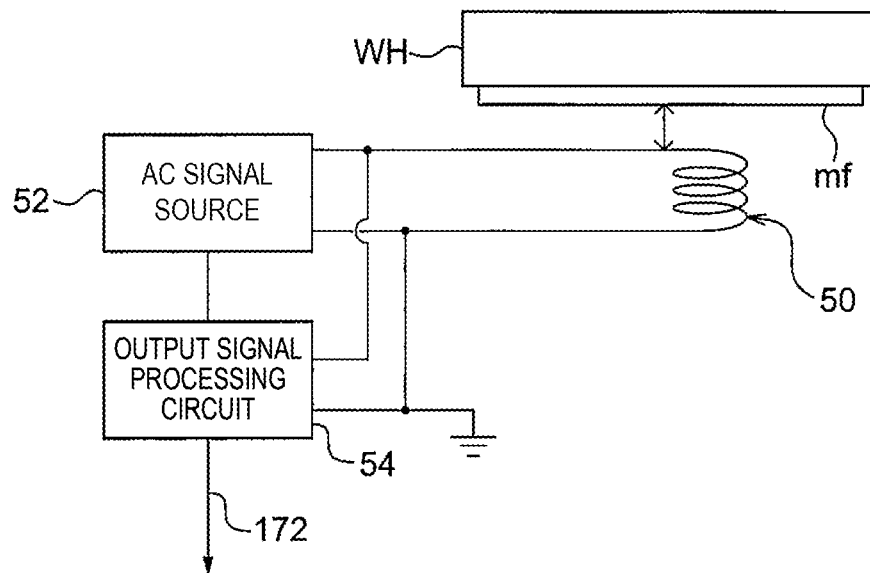 WH
mf
AC SIGNAL
SOURCE
52
50
OUTPUT SIGNAL
PROCESSING
CIRCUIT
54
172